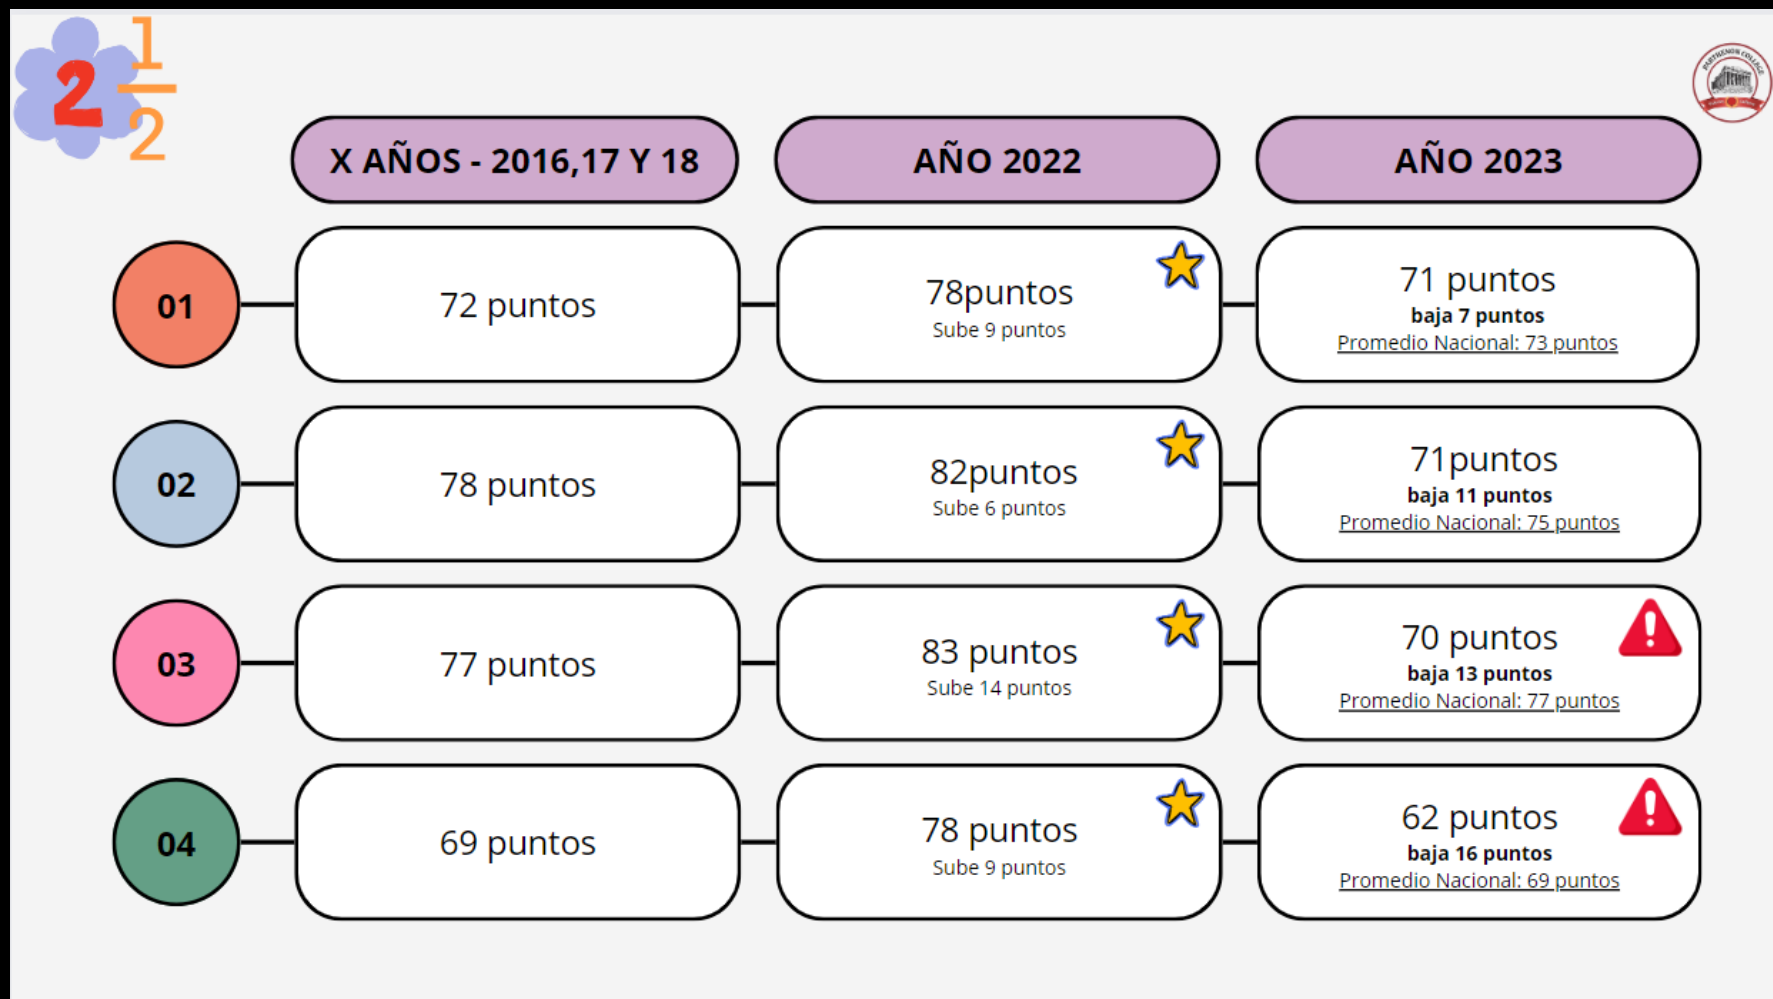 2 1/2
PARTHENON COLLEGE
X AÑOS - 2016,17 Y 18
AÑO 2022
AÑO 2023
01
72 puntos
78puntos
Sube 9 puntos
71 puntos
baja 7 puntos
Promedio Nacional: 73 puntos
02
78 puntos
82puntos
Sube 6 puntos
71puntos
baja 11 puntos
Promedio Nacional: 75 puntos
03
77 puntos
83 puntos
Sube 14 puntos
70 puntos
baja 13 puntos
Promedio Nacional: 77 puntos
04
69 puntos
78 puntos
Sube 9 puntos
62 puntos
baja 16 puntos
Promedio Nacional: 69 puntos